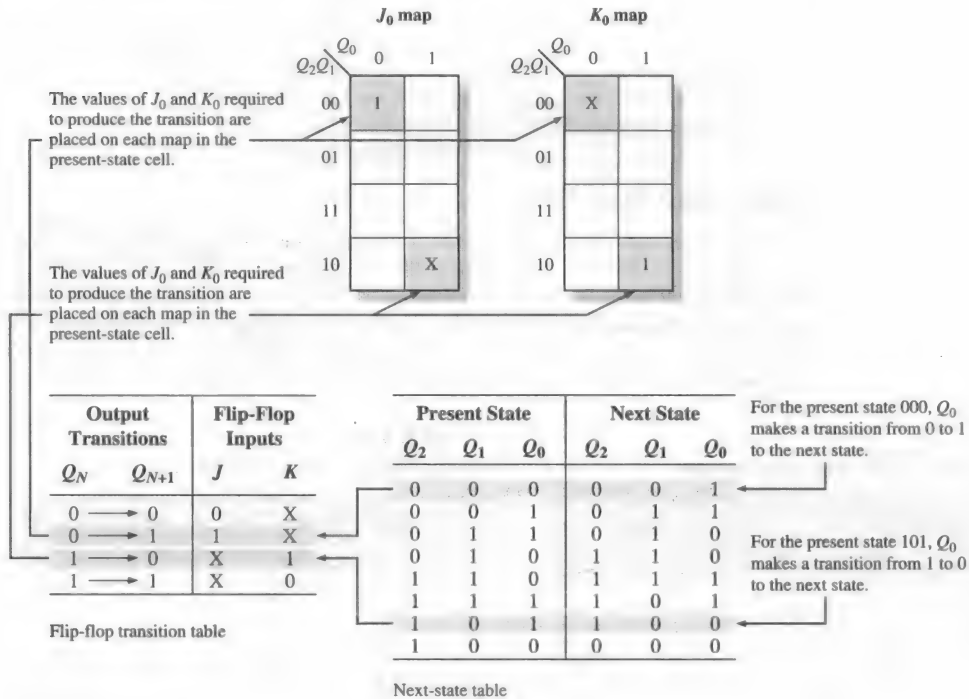 J₀ map
K₀ map
Q₀
Q₂Q₁
0 1
Q₀
Q₂Q₁
0 1
The values of J₀ and K₀ required
to produce the transition are
placed on each map in the
present-state cell.
00 1
01
11
10 X
00 X
01
11
10 1
The values of J₀ and K₀ required
to produce the transition are
placed on each map in the
present-state cell.
Output Transitions Flip-Flop Inputs
Q_N Q_N+1 J K
0 → 0 0 X
0 → 1 1 X
1 → 0 X 1
1 → 1 X 0
Flip-flop transition table
Present State Next State
Q₂ Q₁ Q₀ Q₂ Q₁ Q₀
0 0 0 0 0 1
0 0 1 0 1 1
0 1 1 0 1 0
0 1 0 1 1 0
1 1 0 1 1 1
1 1 1 1 0 1
1 0 1 1 0 0
1 0 0 0 0 0
Next-state table
For the present state 000, Q₀
makes a transition from 0 to 1
to the next state.
For the present state 101, Q₀
makes a transition from 1 to 0
to the next state.